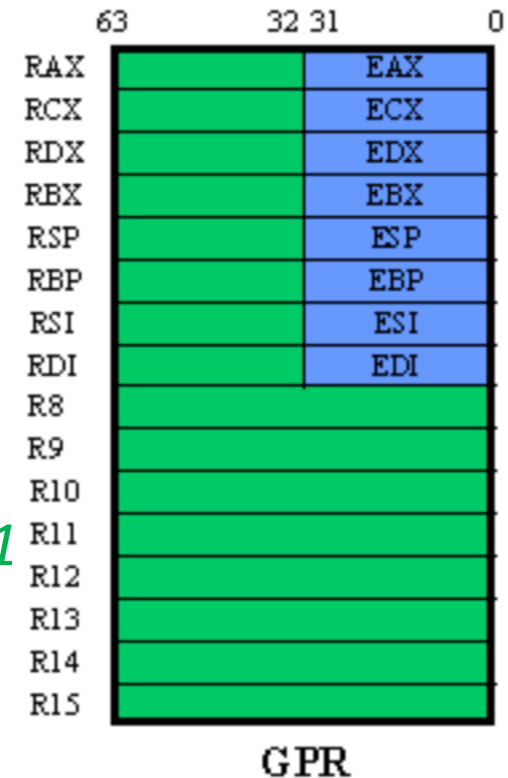 63 32 31 0
RAX EAX
RCX ECX
RDX EDX
RBX EBX
RSP ESP
RBP EBP
RSI ESI
RDI EDI
R8
R9
R10
1 R11
R12
R13
R14
R15
GPR